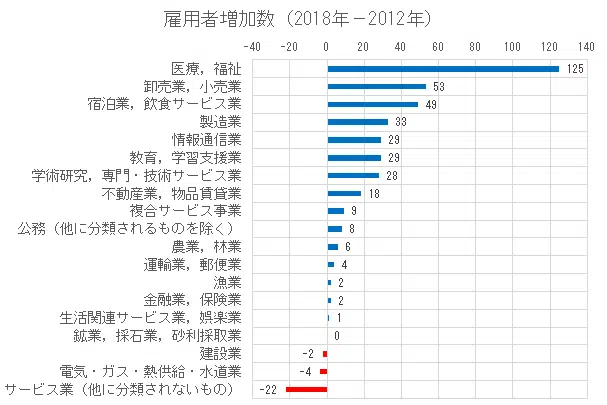 雇用者増加数（2018年－2012年）
-40 -20 0 20 40 60 80 100 120 140
医療，福祉 125
卸売業，小売業 53
宿泊業，飲食サービス業 49
製造業 33
情報通信業 29
教育，学習支援業 29
学術研究，専門・技術サービス業 28
不動産業，物品賃貸業 18
複合サービス事業 9
公務（他に分類されるものを除く） 8
農業，林業 6
運輸業，郵便業 4
漁業 2
金融業，保険業 2
生活関連サービス業，娯楽業 1
鉱業，採石業，砂利採取業 0
建設業 -2
電気・ガス・熱供給・水道業 -4
サービス業（他に分類されないもの） -22